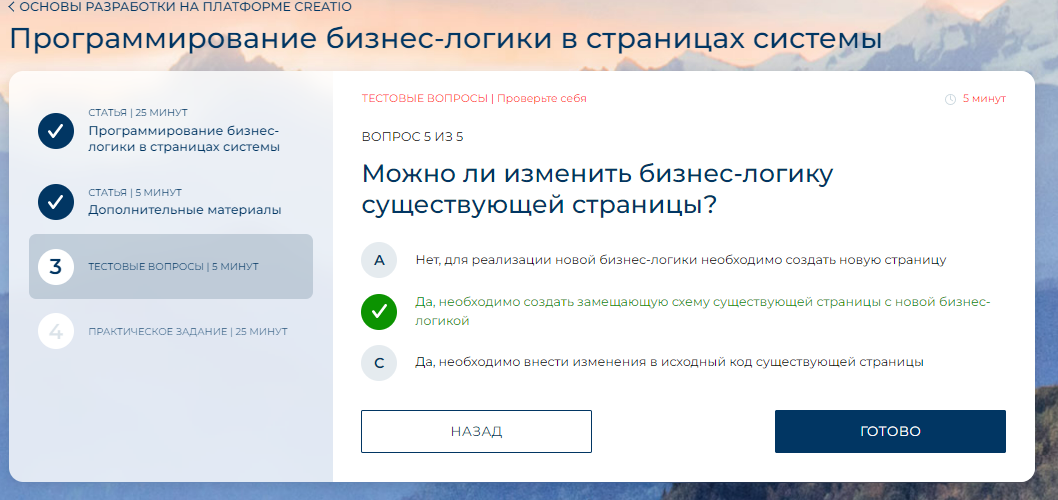 ОСНОВЫ РАЗРАБОТКИ НА ПЛАТФОРМЕ CREATIO
Программирование бизнес-логики в страницах системы
СТАТЬЯ | 25 МИНУТ
Программирование бизнес-
логики в страницах системы
СТАТЬЯ | 5 МИНУТ
Дополнительные материалы
3
ТЕСТОВЫЕ ВОПРОСЫ | 5 МИНУТ
4
ПРАКТИЧЕСКОЕ ЗАДАНИЕ | 25 МИНУТ
ТЕСТОВЫЕ ВОПРОСЫ | Проверьте себя
5 минут
ВОПРОС 5 ИЗ 5
Можно ли изменить бизнес-логику
существующей страницы?
A
Нет, для реализации новой бизнес-логики необходимо создать новую страницу
Да, необходимо создать замещающую схему существующей страницы с новой бизнес-
логикой
C
Да, необходимо внести изменения в исходный код существующей страницы
НАЗАД
ГОТОВО